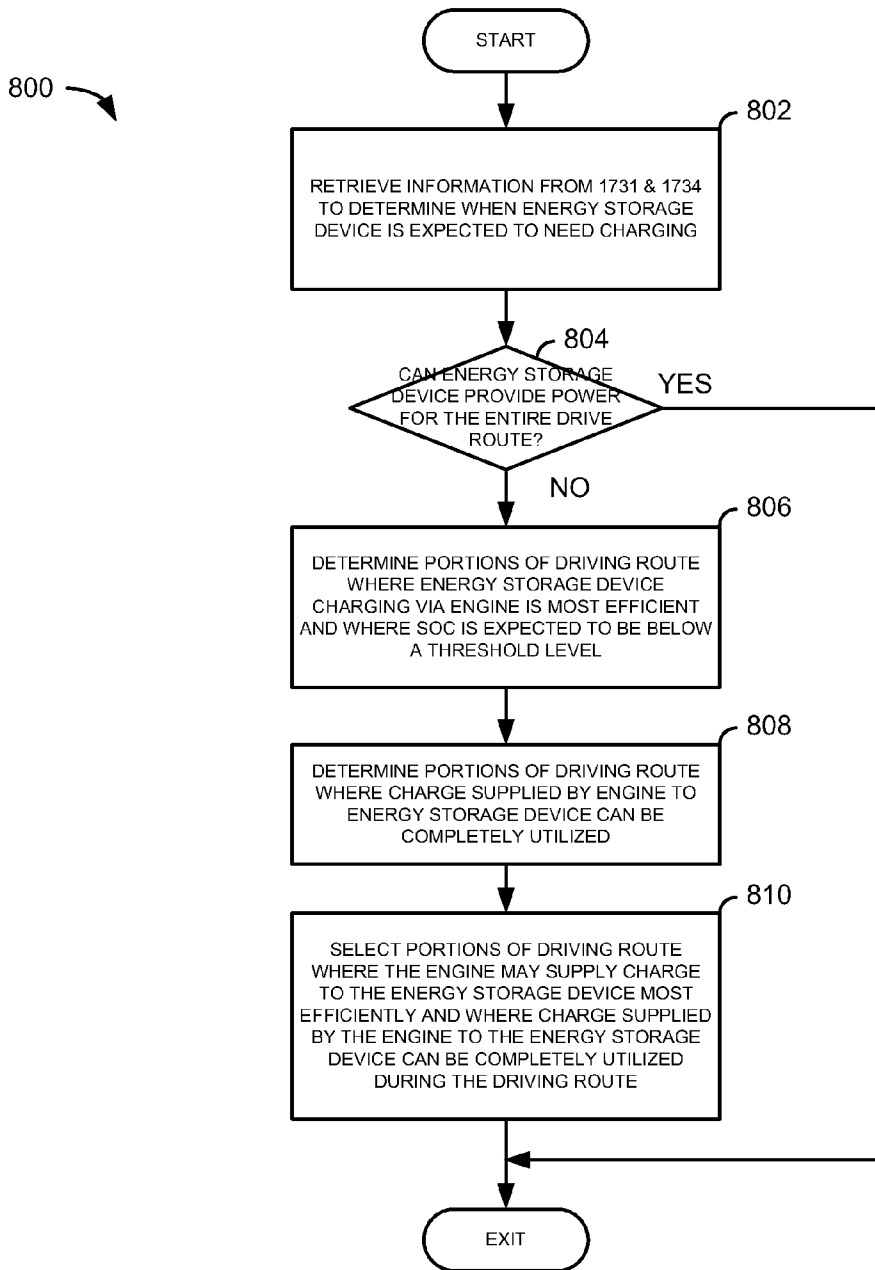 START
800
802
RETRIEVE INFORMATION FROM 1731 & 1734
TO DETERMINE WHEN ENERGY STORAGE
DEVICE IS EXPECTED TO NEED CHARGING
804
CAN ENERGY STORAGE
DEVICE PROVIDE POWER
FOR THE ENTIRE DRIVE
ROUTE?
YES
NO
806
DETERMINE PORTIONS OF DRIVING ROUTE
WHERE ENERGY STORAGE DEVICE
CHARGING VIA ENGINE IS MOST EFFICIENT
AND WHERE SOC IS EXPECTED TO BE BELOW
A THRESHOLD LEVEL
808
DETERMINE PORTIONS OF DRIVING ROUTE
WHERE CHARGE SUPPLIED BY ENGINE TO
ENERGY STORAGE DEVICE CAN BE
COMPLETELY UTILIZED
810
SELECT PORTIONS OF DRIVING ROUTE
WHERE THE ENGINE MAY SUPPLY CHARGE
TO THE ENERGY STORAGE DEVICE MOST
EFFICIENTLY AND WHERE CHARGE SUPPLIED
BY THE ENGINE TO THE ENERGY STORAGE
DEVICE CAN BE COMPLETELY UTILIZED
DURING THE DRIVING ROUTE
EXIT